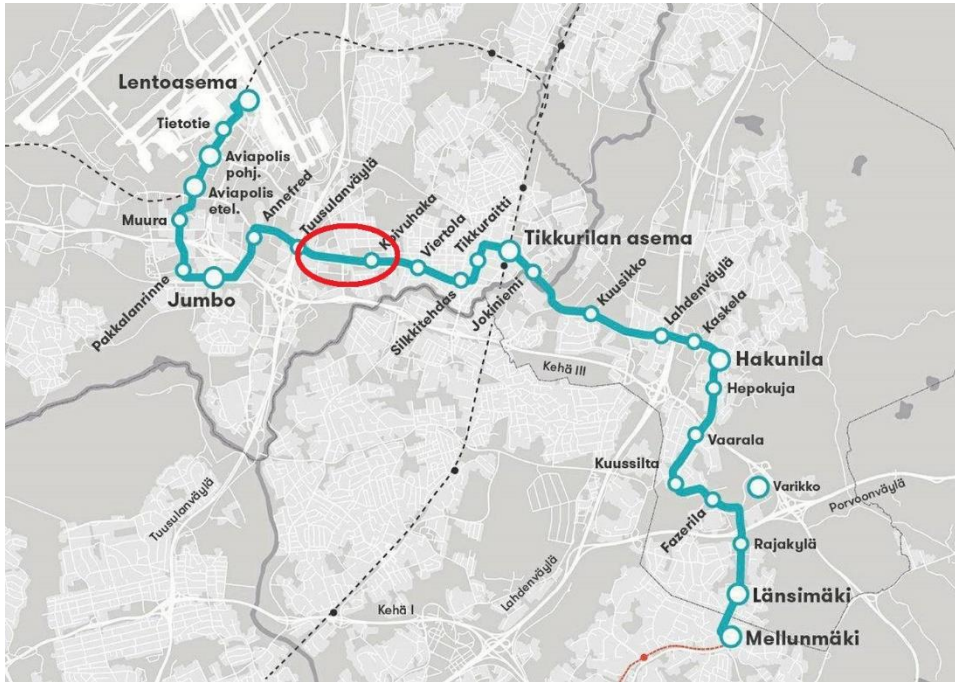 Lentoasema
Tietotie
Aviapolis
pohj.
Aviapolis
etel.
Muura
Pakkalanrinne
Jumbo
Annefred
Tuusulanväylä
Koivuhaka
Viertola
Silkkitehdas
Tikkuraitti
Tikkurilan asema
Jokiniemi
Kuusikko
Lahdenväylä
Kaskela
Hakunila
Hepokuja
Kehä III
Vaarala
Kuussilta
Varikko
Fazerila
Porvoonväylä
Rajakylä
Länsimäki
Mellunmäki
Tuusulanväylä
Kehä I
Lahdenväylä